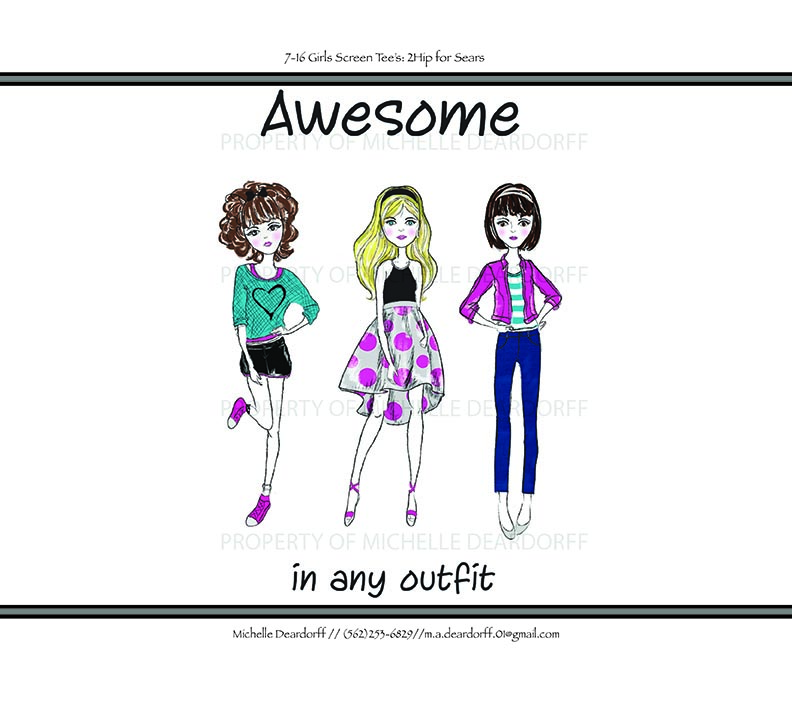 7-16 Girls Screen Tee's: 2Hip for Sears
Awesome
PROPERTY OF MICHELLE DEARDORFF
PROPERTY OF MICHELLE DEARDORFF
PROPERTY OF MICHELLE DEARDORFF
PROPERTY OF MICHELLE DEARDORFF
in any outfit
Michelle Deardorff // (562)253-6829//m.a.deardorff.01@gmail.com